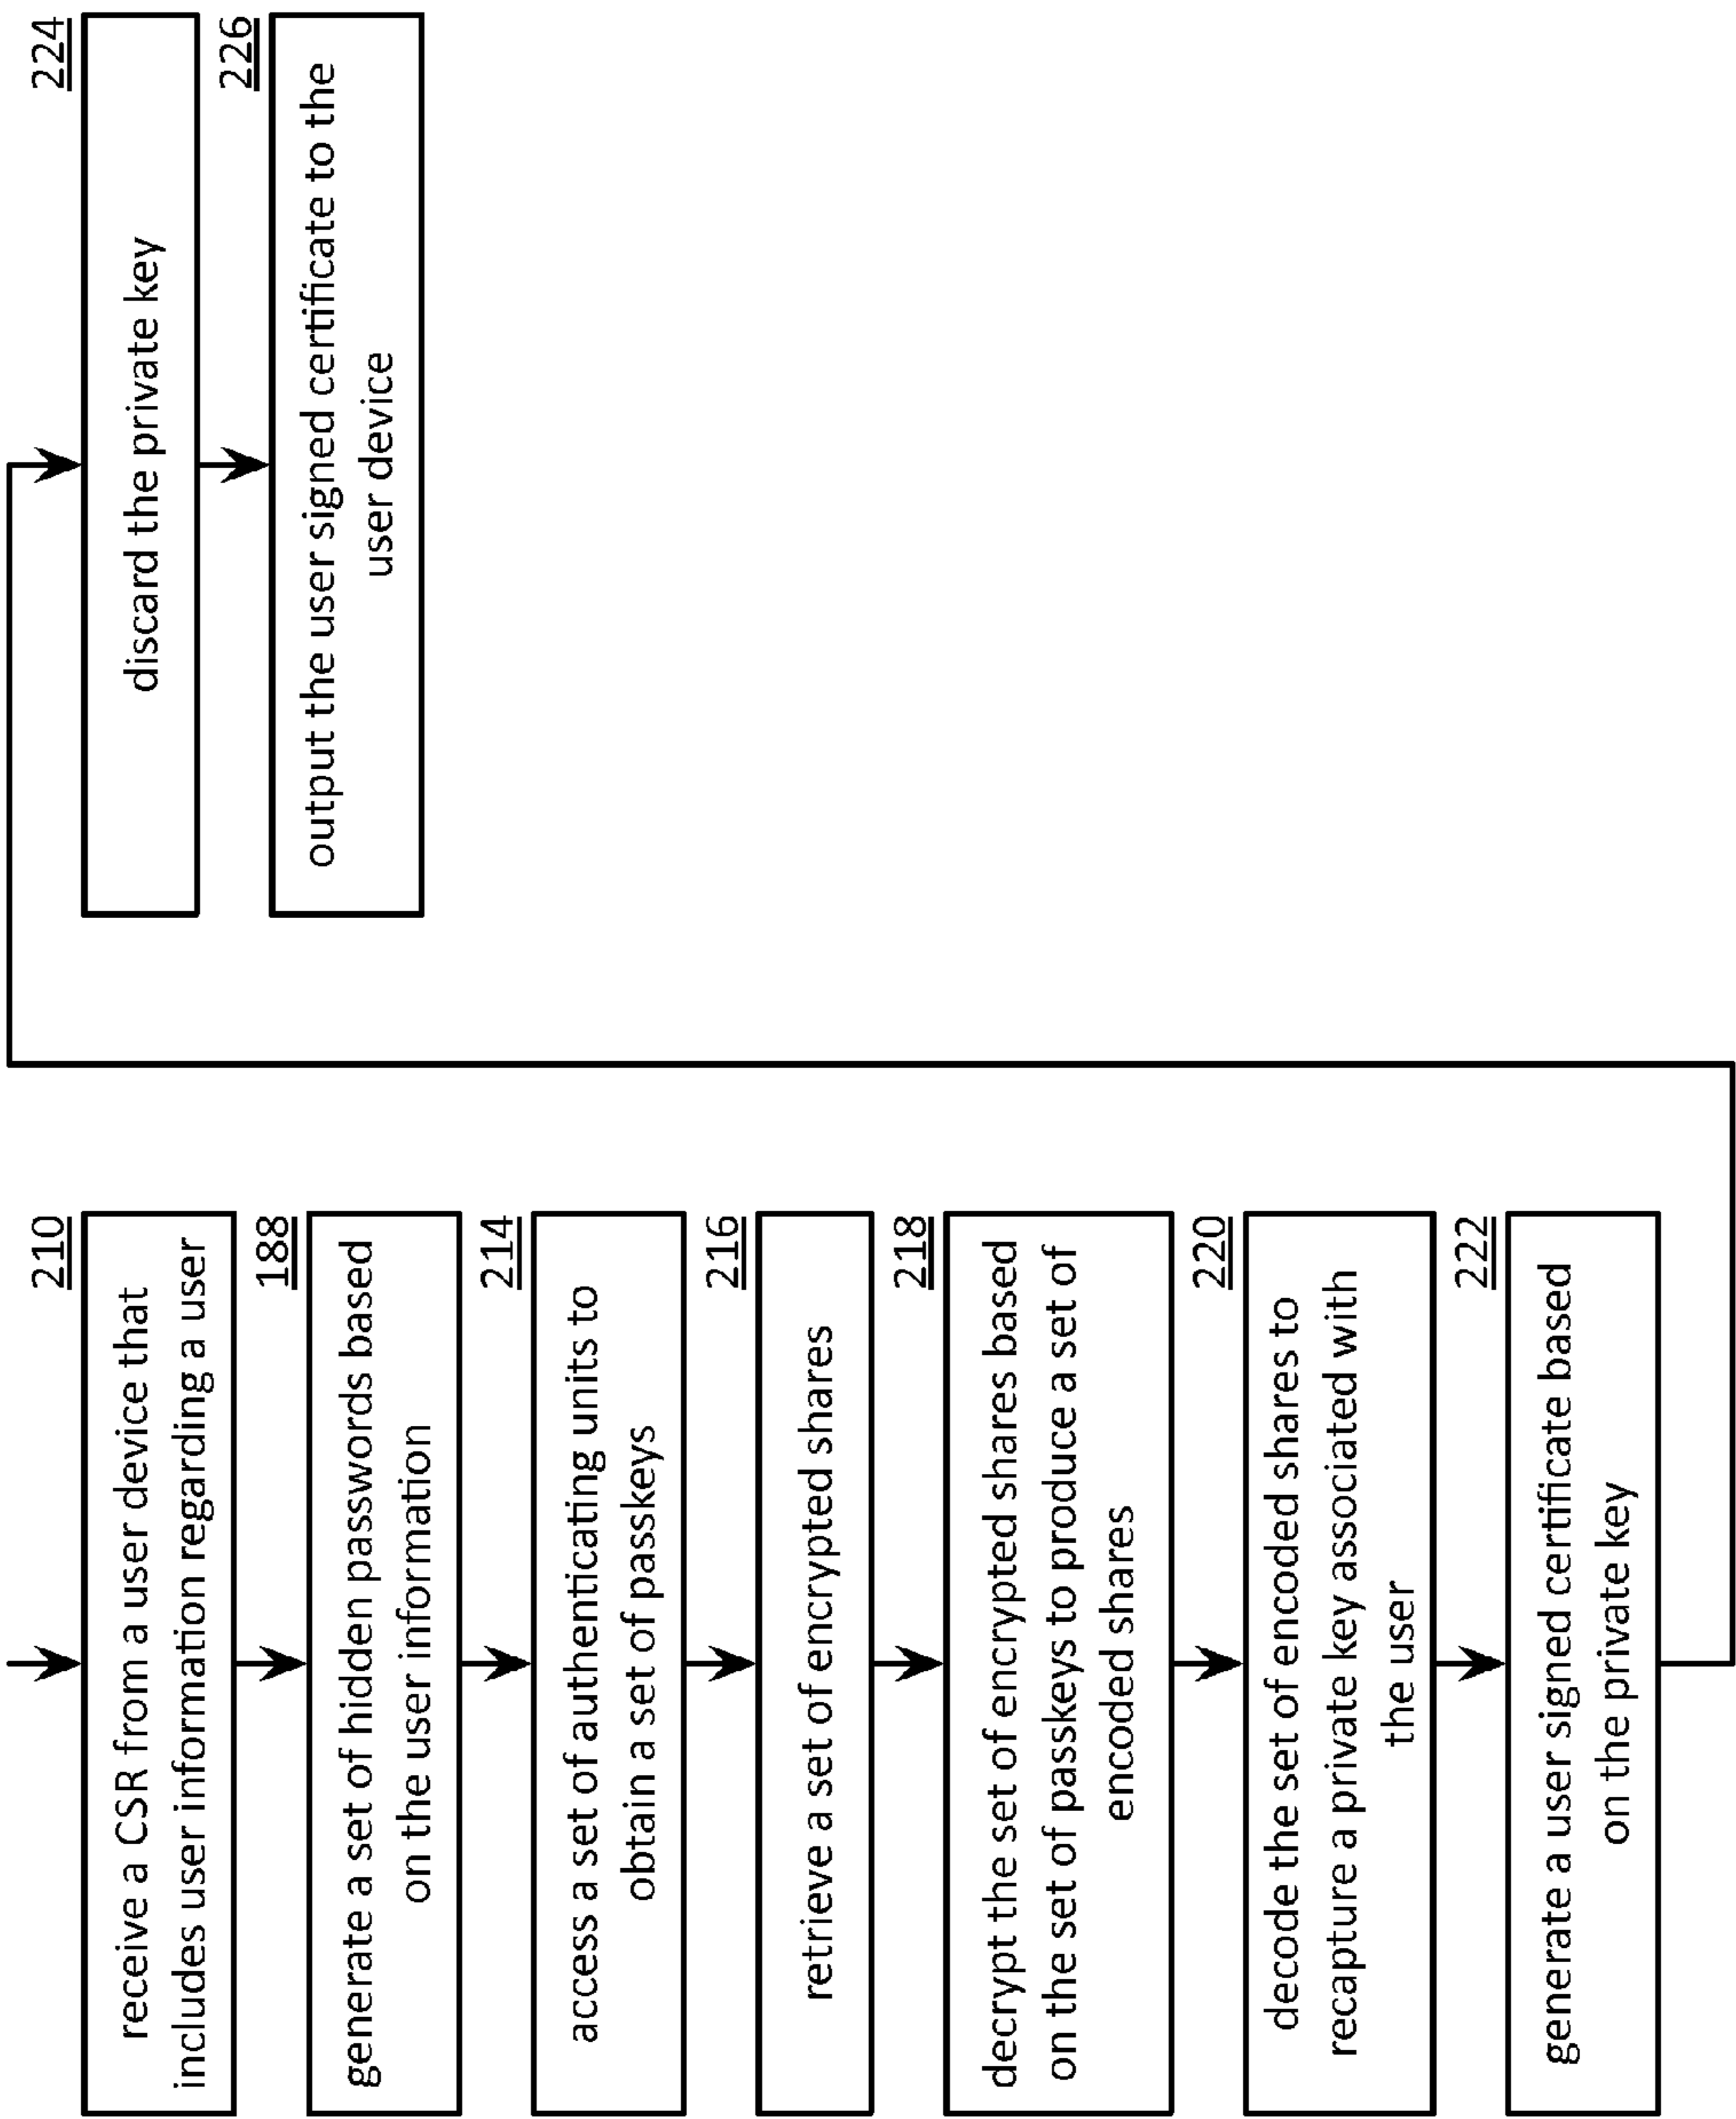 210
receive a CSR from a user device that
includes user information regarding a user
188
generate a set of hidden passwords based
on the user information
214
access a set of authenticating units to
obtain a set of passkeys
216
retrieve a set of encrypted shares
218
decrypt the set of encrypted shares based
on the set of passkeys to produce a set of
encoded shares
220
decode the set of encoded shares to
recapture a private key associated with
the user
222
generate a user signed certificate based
on the private key
224
discard the private key
226
output the user signed certificate to the
user device